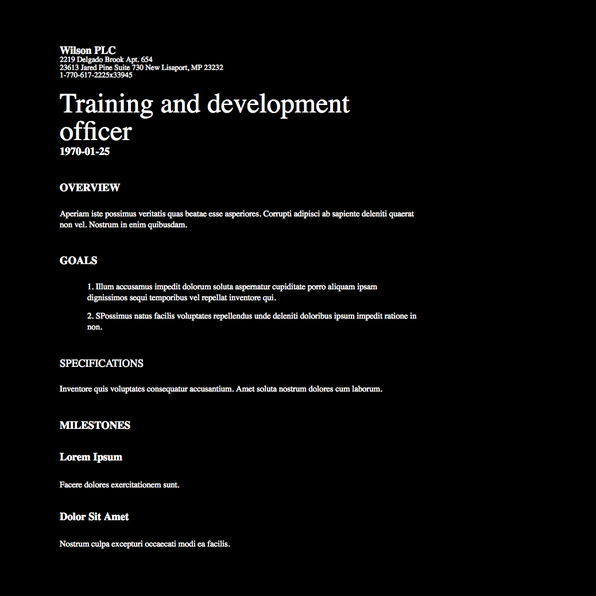 Wilson PLC
2219 Delgado Brook Apt. 654
23613 Jared Pine Suite 730 New Lisaport, MP 23232
1-770-617-2225x33945
Training and development
officer
1970-01-25
OVERVIEW
Aperiam iste possimus veritatis quas beatae esse asperiores. Corrupti adipisci ab sapiente deleniti quaerat
non vel. Nostrum in enim quibusdam.
GOALS
1. Illum accusamus impedit dolorum soluta aspernatur cupiditate porro aliquam ipsam
dignissimos sequi temporibus vel repellat inventore qui.
2. SPossimus natus facilis voluptates repellendus unde deleniti doloribus ipsum impedit ratione in
non.
SPECIFICATIONS
Inventore quis voluptates consequatur accusantium. Amet soluta nostrum dolores cum laborum.
MILESTONES
Lorem Ipsum
Facere dolores exercitationem sunt.
Dolor Sit Amet
Nostrum culpa excepturi occaecati modi ea facilis.